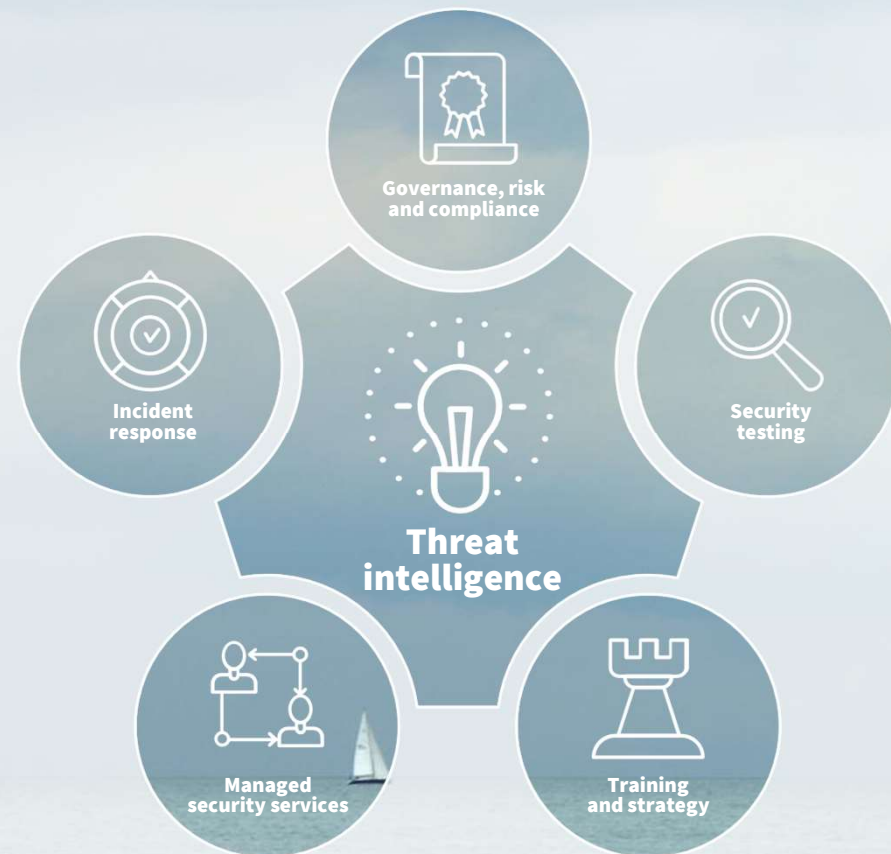 Governance, risk
and compliance
Incident
response
Security
testing
Threat
intelligence
Managed
security services
Training
and strategy